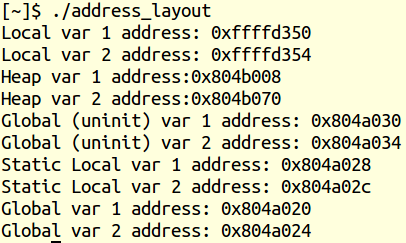 [~]$ ./address_layout
Local var 1 address: 0xffffd350
Local var 2 address: 0xffffd354
Heap var 1 address:0x804b008
Heap var 2 address:0x804b070
Global (uninit) var 1 address: 0x804a030
Global (uninit) var 2 address: 0x804a034
Static Local var 1 address: 0x804a028
Static Local var 2 address: 0x804a02c
Global var 1 address: 0x804a020
Global var 2 address: 0x804a024